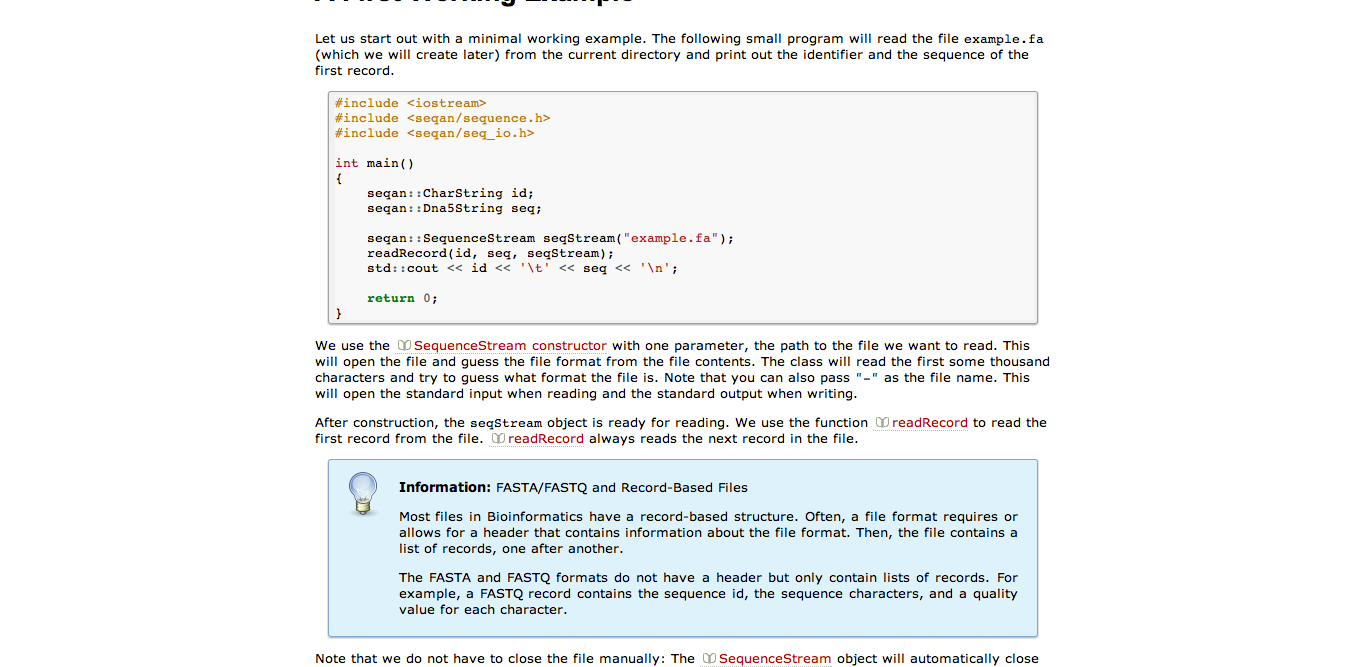 A First Working Example
Let us start out with a minimal working example. The following small program will read the file example.fa
(which we will create later) from the current directory and print out the identifier and the sequence of the
first record.
#include <iostream>
#include <seqan/sequence.h>
#include <seqan/seq_io.h>
int main()
{
    seqan::CharString id;
    seqan::Dna5String seq;
    seqan::SequenceStream seqStream("example.fa");
    readRecord(id, seq, seqStream);
    std::cout << id << '\t' << seq << '\n';
    return 0;
}
We use the SequenceStream constructor with one parameter, the path to the file we want to read. This
will open the file and guess the file format from the file contents. The class will read the first some thousand
characters and try to guess what format the file is. Note that you can also pass "-" as the file name. This
will open the standard input when reading and the standard output when writing.
After construction, the seqStream object is ready for reading. We use the function readRecord to read the
first record from the file. readRecord always reads the next record in the file.
Information: FASTA/FASTQ and Record-Based Files
Most files in Bioinformatics have a record-based structure. Often, a file format requires or
allows for a header that contains information about the file format. Then, the file contains a
list of records, one after another.
The FASTA and FASTQ formats do not have a header but only contain lists of records. For
example, a FASTQ record contains the sequence id, the sequence characters, and a quality
value for each character.
Note that we do not have to close the file manually: The SequenceStream object will automatically close